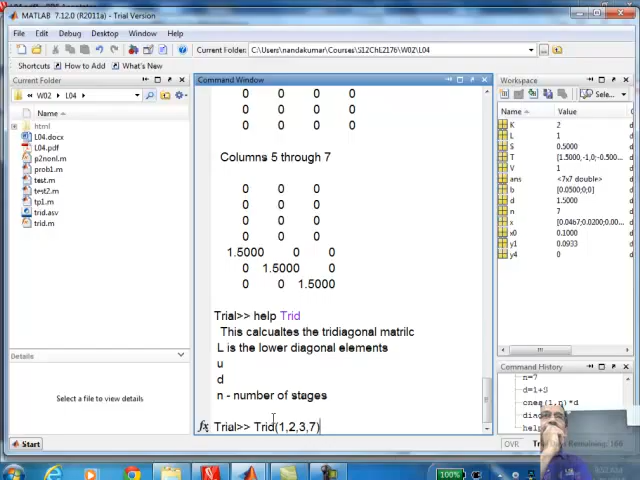 MATLAB 7.12.0 (R2011a) - Trial Version
File Edit Debug Desktop Window Help
Current Folder: C:\Users\nandakumar\Courses\S12ChE2176\W02\L04
Shortcuts How to Add What's New
Current Folder
W02 L04
Name
html
L04.docx
L04.pdf
p2nonl.m
prob1.m
test.m
test2.m
tp1.m
trid.asv
trid.m
Details
Select a file to view details
Command Window
0 0 0 0
0 0 0 0
0 0 0 0
Columns 5 through 7
0 0 0
0 0 0
0 0 0
0 0 0
1.5000 0 0
0 1.5000 0
0 0 1.5000
Trial>> help Trid
This calcualtes the tridiagonal matrilc
L is the lower diagonal elements
u
d
n - number of stages
fx Trial>> Trid(1,2,3,7)
Workspace
Selec...
Name Value
K 2
L 1
S 0.5000
T [1.5000,-1,0;-0.500...
V 1
ans <7x7 double>
b [0.0500;0;0]
d 1.5000
n 7
x [0.0467;0.0200;0.00...
x0 0.1000
y1 0.0933
y4 0
Command History
n=7
d=1+S
ones(1,n)*d
Start
OVR
100%